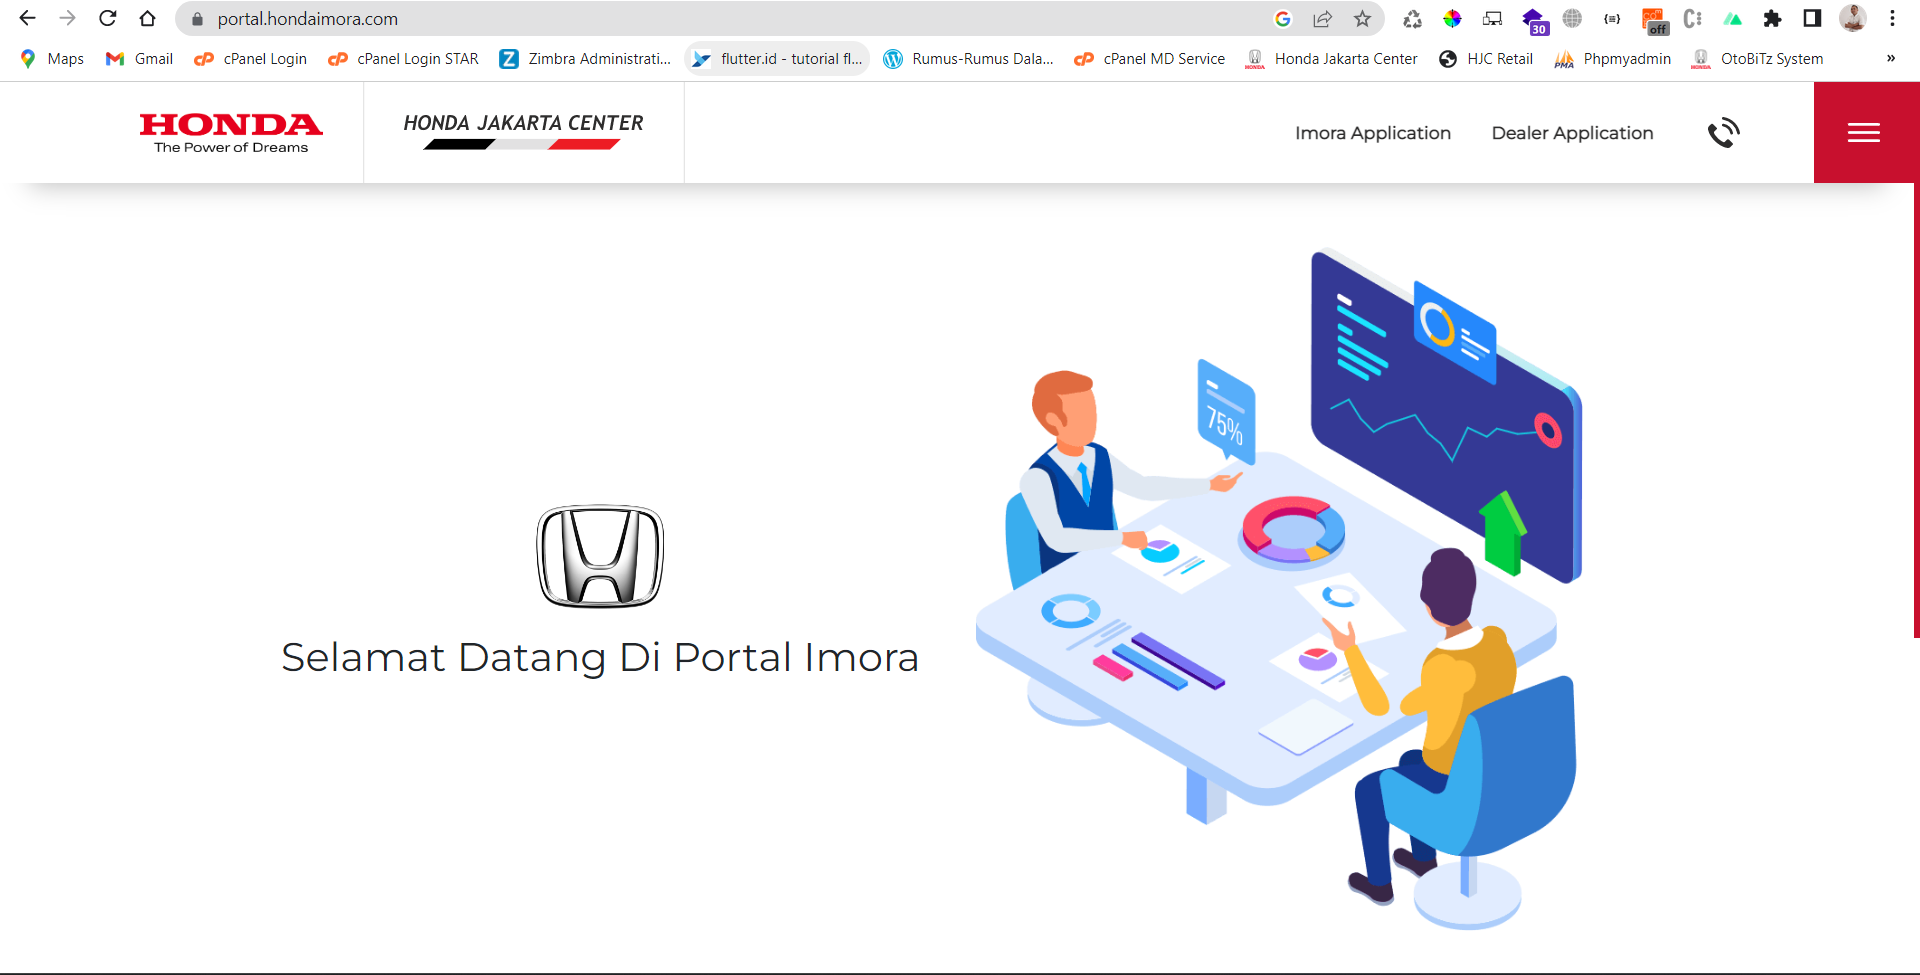 portal.hondaimora.com
30
off
Maps
Gmail
cPanel Login
cPanel Login STAR
Zimbra Administrati...
flutter.id - tutorial fl...
Rumus-Rumus Dala...
cPanel MD Service
Honda Jakarta Center
HJC Retail
Phpmyadmin
OtoBiTz System
»
HONDA
The Power of Dreams
HONDA JAKARTA CENTER
Imora Application
Dealer Application
75%
Selamat Datang Di Portal Imora